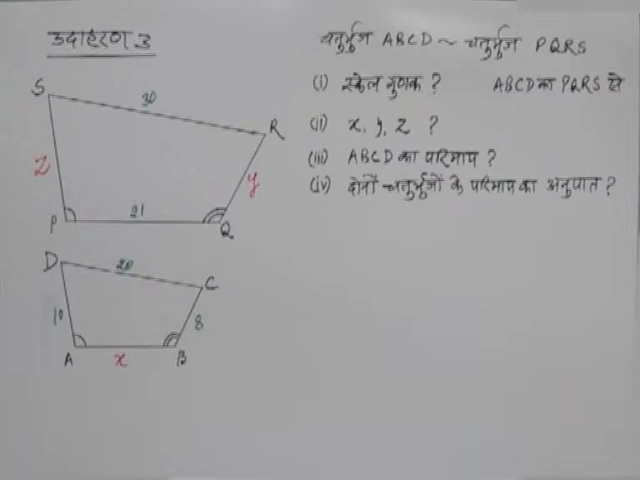 उदाहरण 3
चतुर्भुज ABCD ~ चतुर्भुज PQRS
(i) स्केल गुणक ? ABCD का PQRS से
(ii) x, y, z ?
(iii) ABCD का परिमाप ?
(iv) दोनों चतुर्भुजों के परिमाप का अनुपात ?
S
30
R
z
y
P
21
Q
D
20
C
10
8
A
x
B